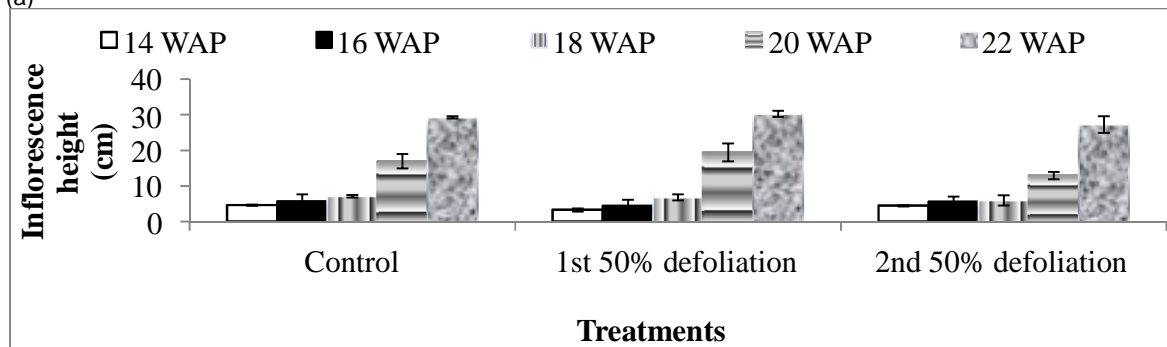 (a)
14 WAP 16 WAP 18 WAP 20 WAP 22 WAP
Inflorescence
height
(cm)
40
30
20
10
0
Control 1st 50% defoliation 2nd 50% defoliation
Treatments